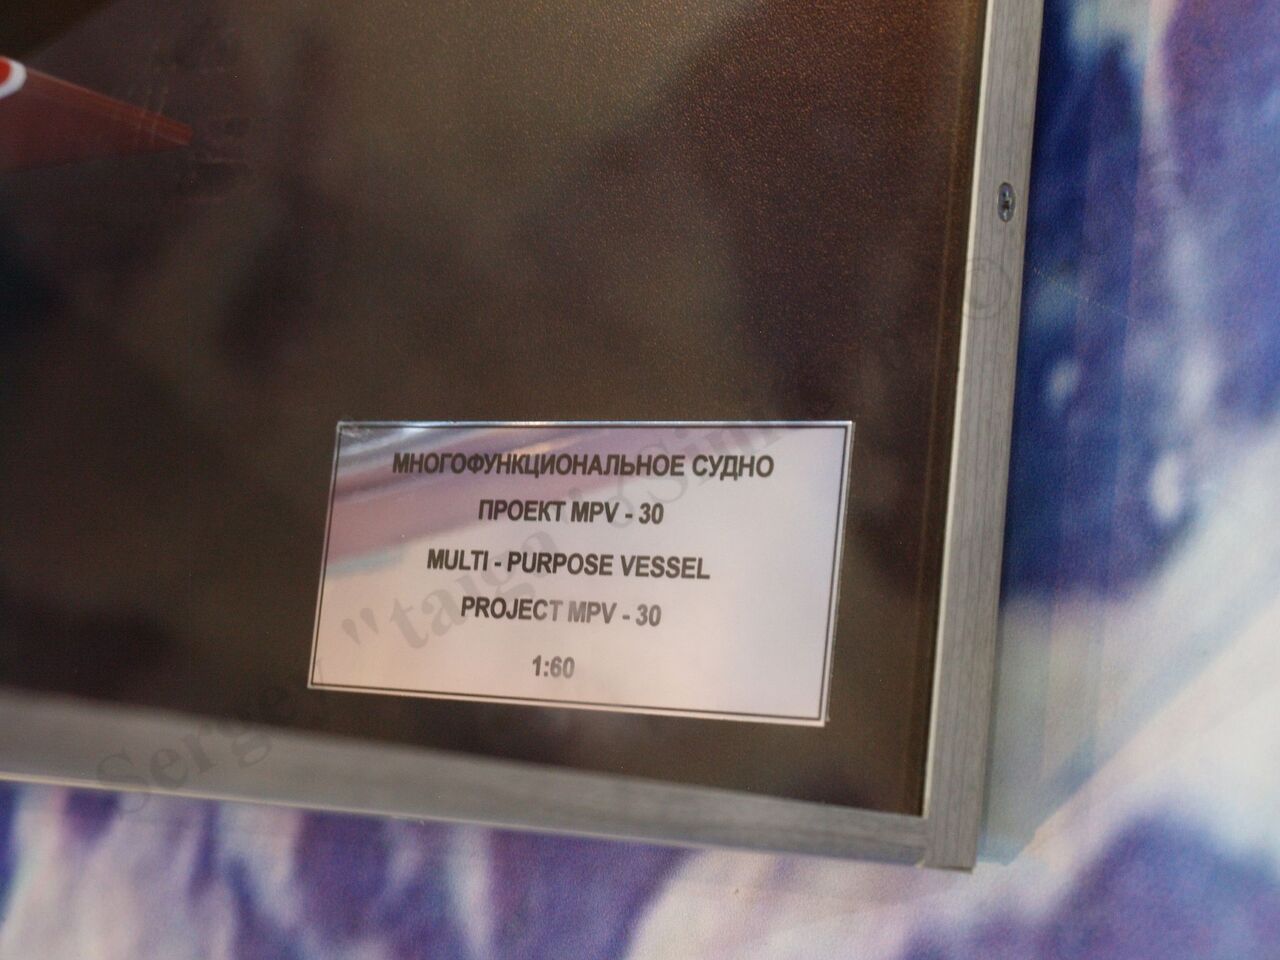 МНОГОФУНКЦИОНАЛЬНОЕ СУДНО
ПРОЕКТ MPV - 30
MULTI - PURPOSE VESSEL
PROJECT MPV - 30
1:60